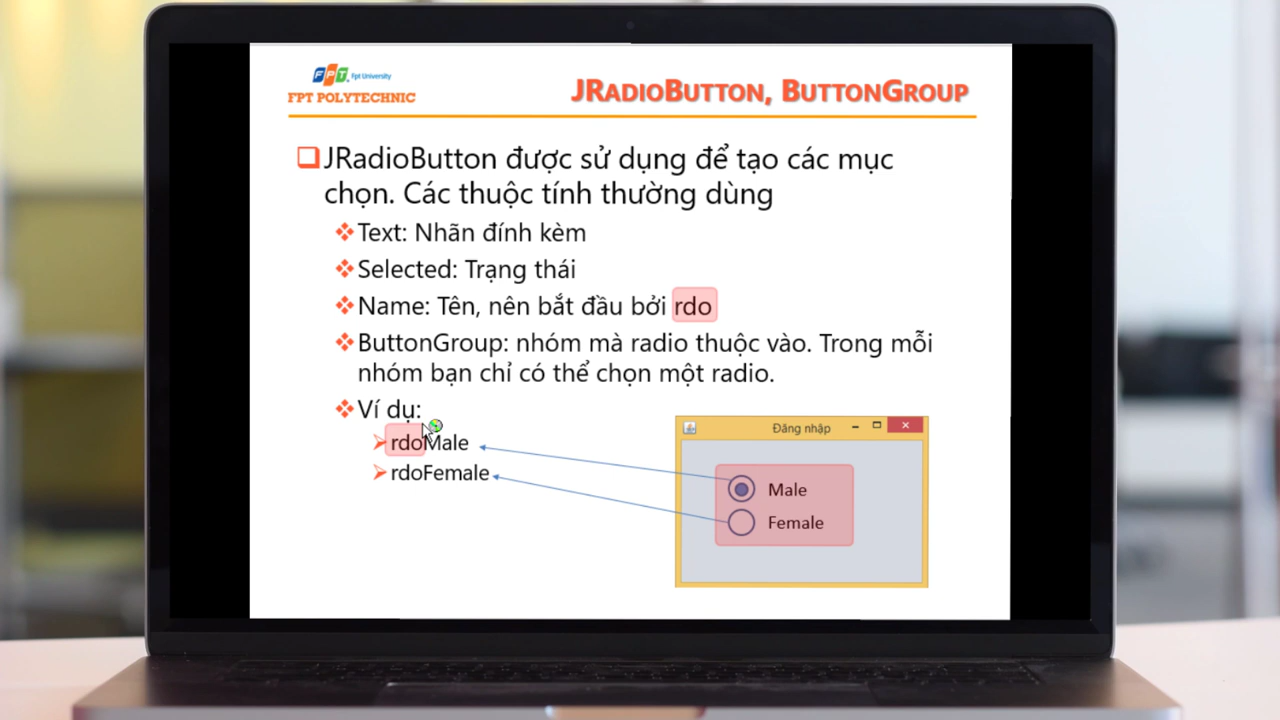 FPT. Fpt University
FPT POLYTECHNIC
JRADIOBUTTON, BUTTONGROUP
JRadioButton được sử dụng để tạo các mục
chọn. Các thuộc tính thường dùng
Text: Nhãn đính kèm
Selected: Trạng thái
Name: Tên, nên bắt đầu bởi rdo
ButtonGroup: nhóm mà radio thuộc vào. Trong mỗi
nhóm bạn chỉ có thể chọn một radio.
Ví dụ:
rdoMale
rdoFemale
Đăng nhập
Male
Female